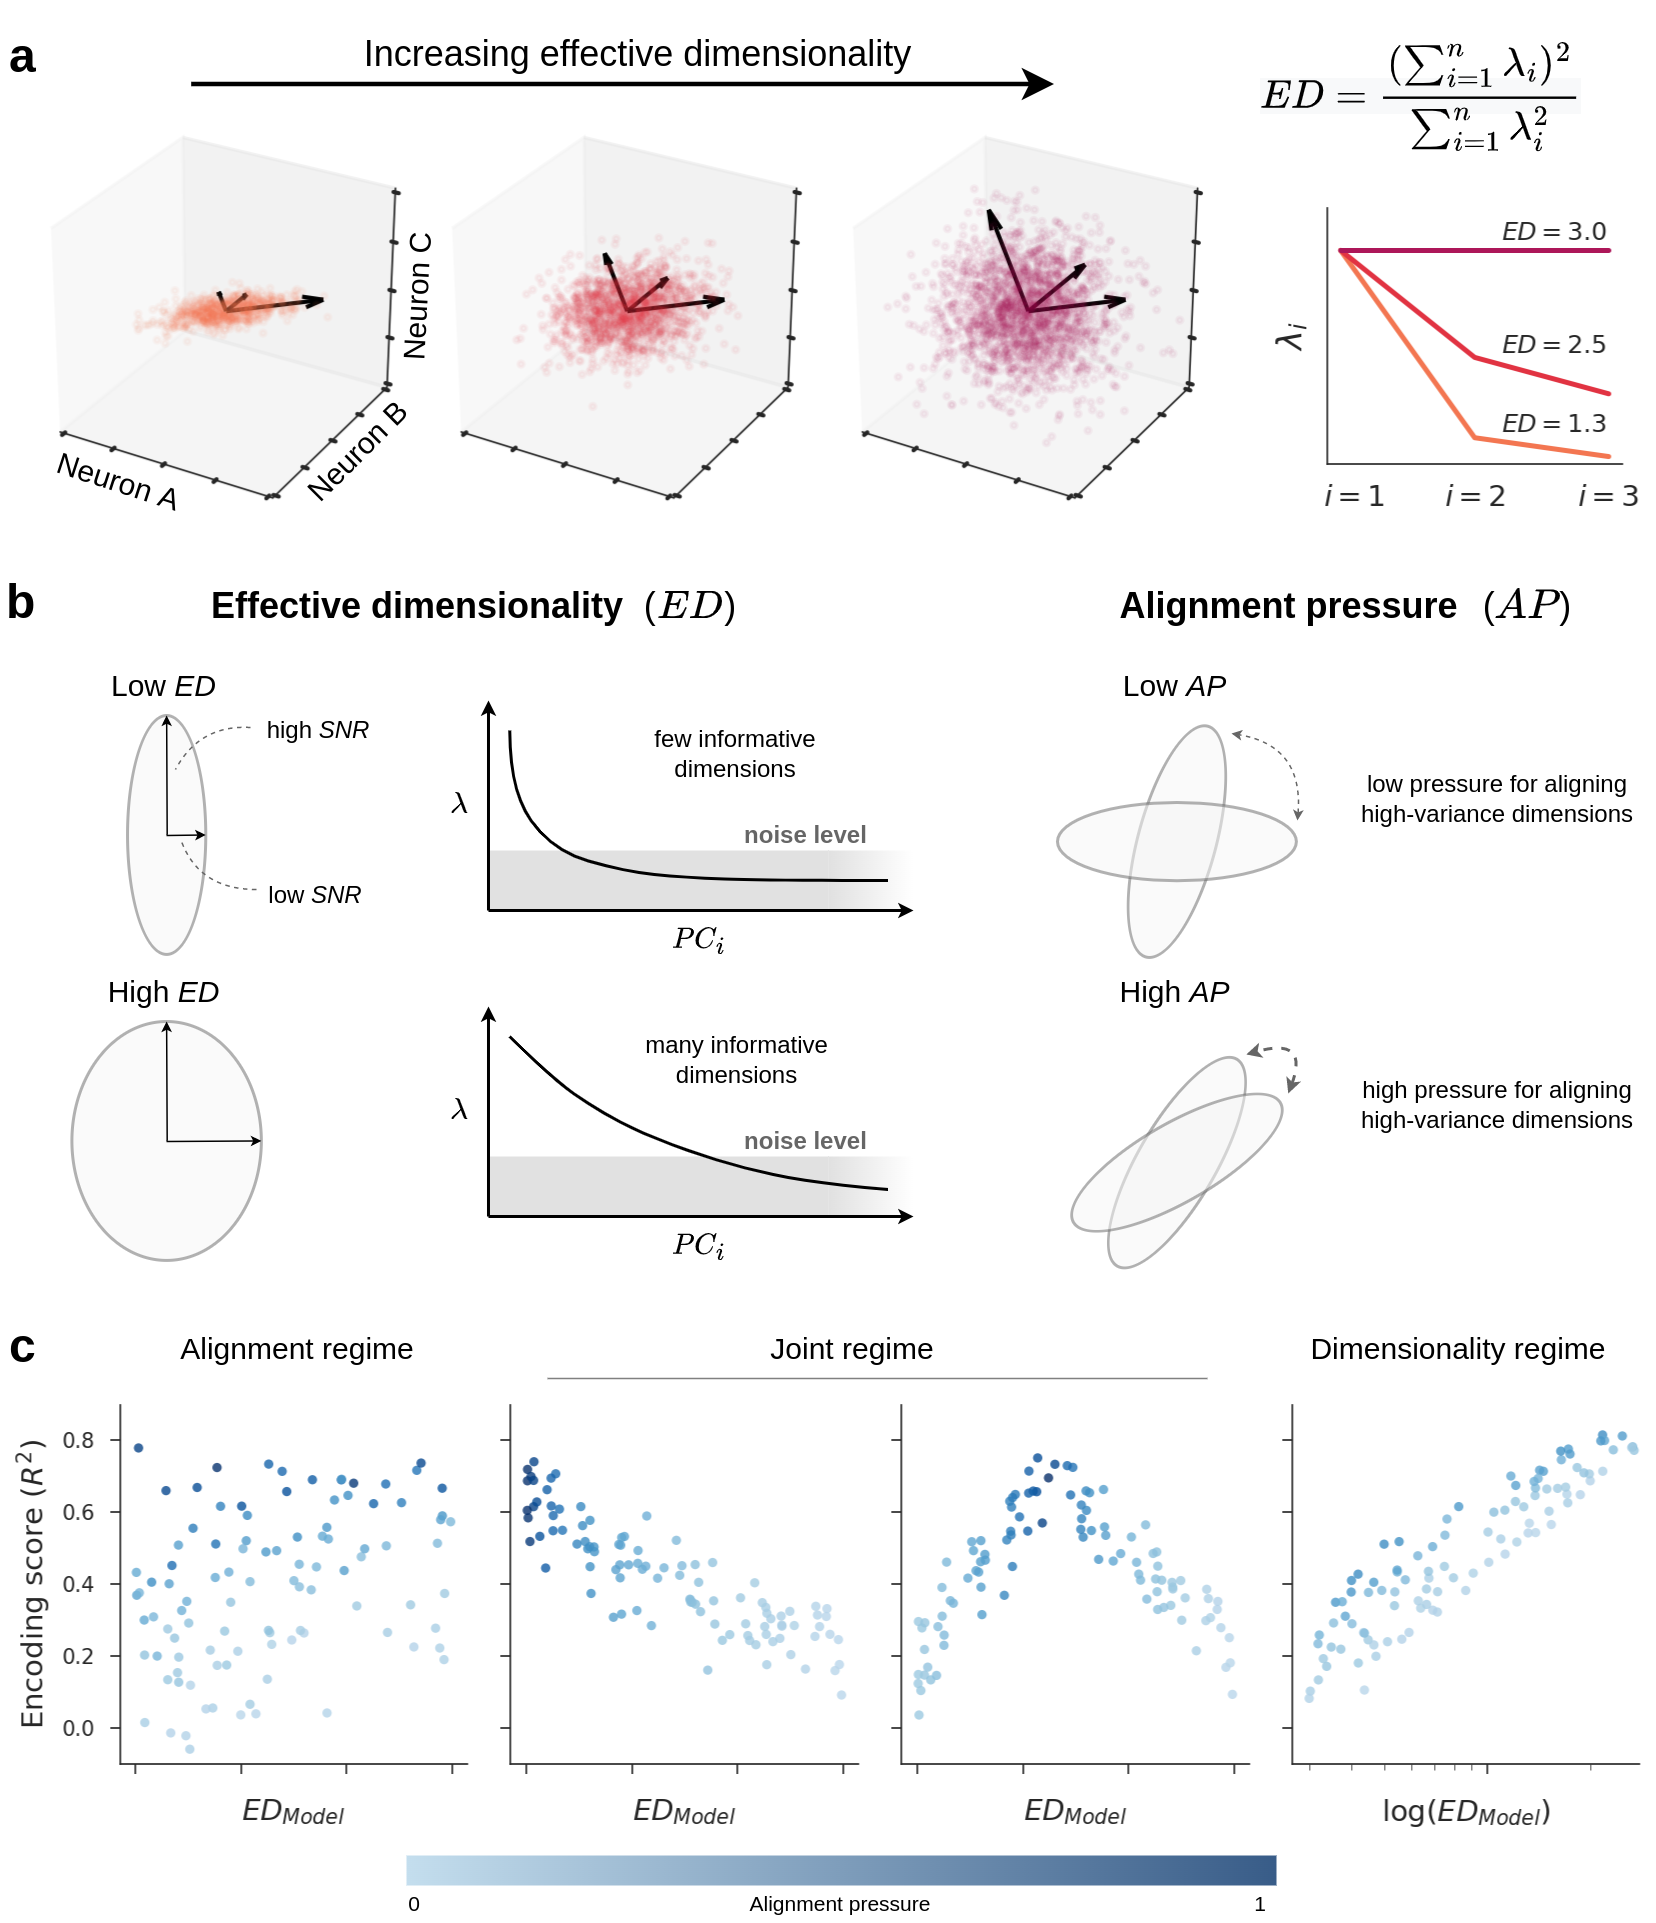 a
Increasing effective dimensionality
ED = (∑ⁿᵢ₌₁ λᵢ)² / ∑ⁿᵢ₌₁ λᵢ²
Neuron A
Neuron B
Neuron C
λᵢ
ED = 3.0
ED = 2.5
ED = 1.3
i = 1
i = 2
i = 3
b
Effective dimensionality (ED)
Low ED
high SNR
low SNR
λ
few informative
dimensions
noise level
PCᵢ
High ED
λ
many informative
dimensions
noise level
PCᵢ
Alignment pressure (AP)
Low AP
low pressure for aligning
high-variance dimensions
High AP
high pressure for aligning
high-variance dimensions
c
Alignment regime
Joint regime
Dimensionality regime
Encoding score (R²)
0.8
0.6
0.4
0.2
0.0
ED_Model
ED_Model
ED_Model
log(ED_Model)
0
Alignment pressure
1